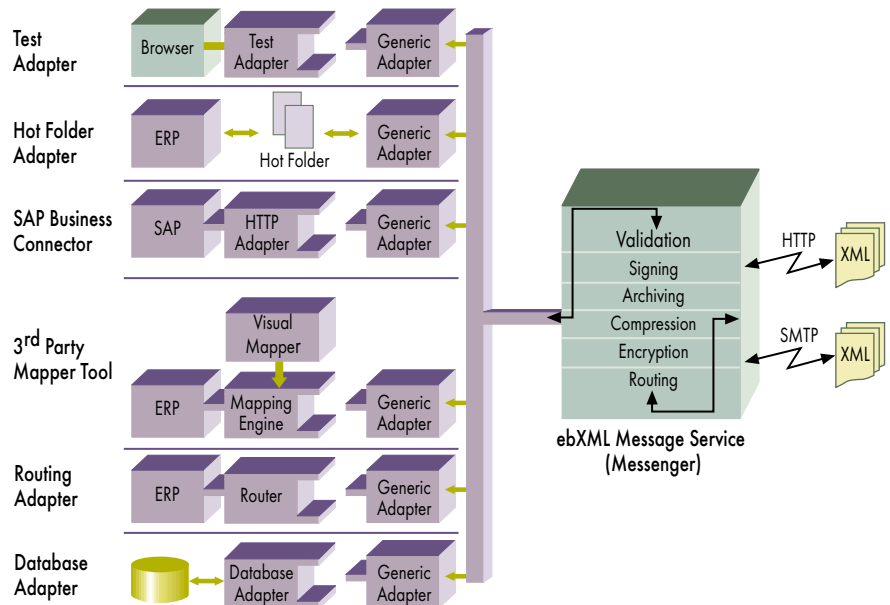 Test
Adapter
Browser
Test
Adapter
Generic
Adapter
Hot Folder
Adapter
ERP
Hot Folder
Generic
Adapter
SAP Business
Connector
SAP
HTTP
Adapter
Generic
Adapter
3rd Party
Mapper Tool
Visual
Mapper
ERP
Mapping
Engine
Generic
Adapter
Routing
Adapter
ERP
Router
Generic
Adapter
Database
Adapter
Database
Adapter
Generic
Adapter
Validation
Signing
Archiving
Compression
Encryption
Routing
ebXML Message Service
(Messenger)
HTTP
XML
SMTP
XML